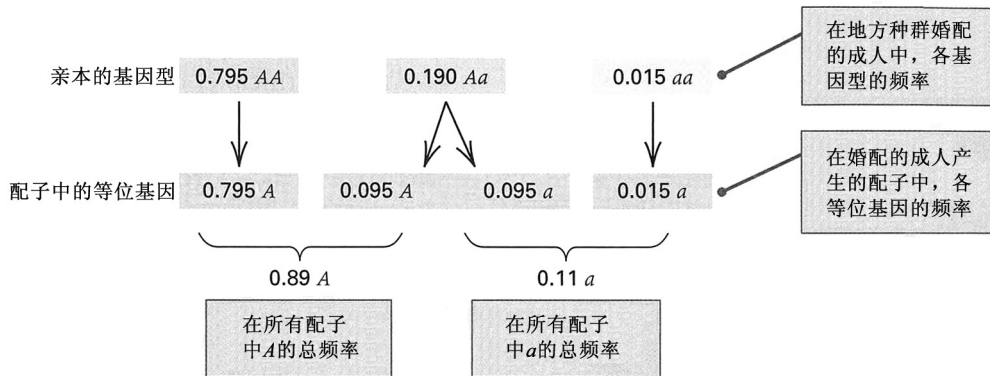 亲本的基因型
0.795 AA
0.190 Aa
0.015 aa
在地方种群婚配
的成人中，各基
因型的频率
配子中的等位基因
0.795 A
0.095 A
0.095 a
0.015 a
在婚配的成人产
生的配子中，各
等位基因的频率
0.89 A
0.11 a
在所有配子
中A的总频率
在所有配子
中a的总频率